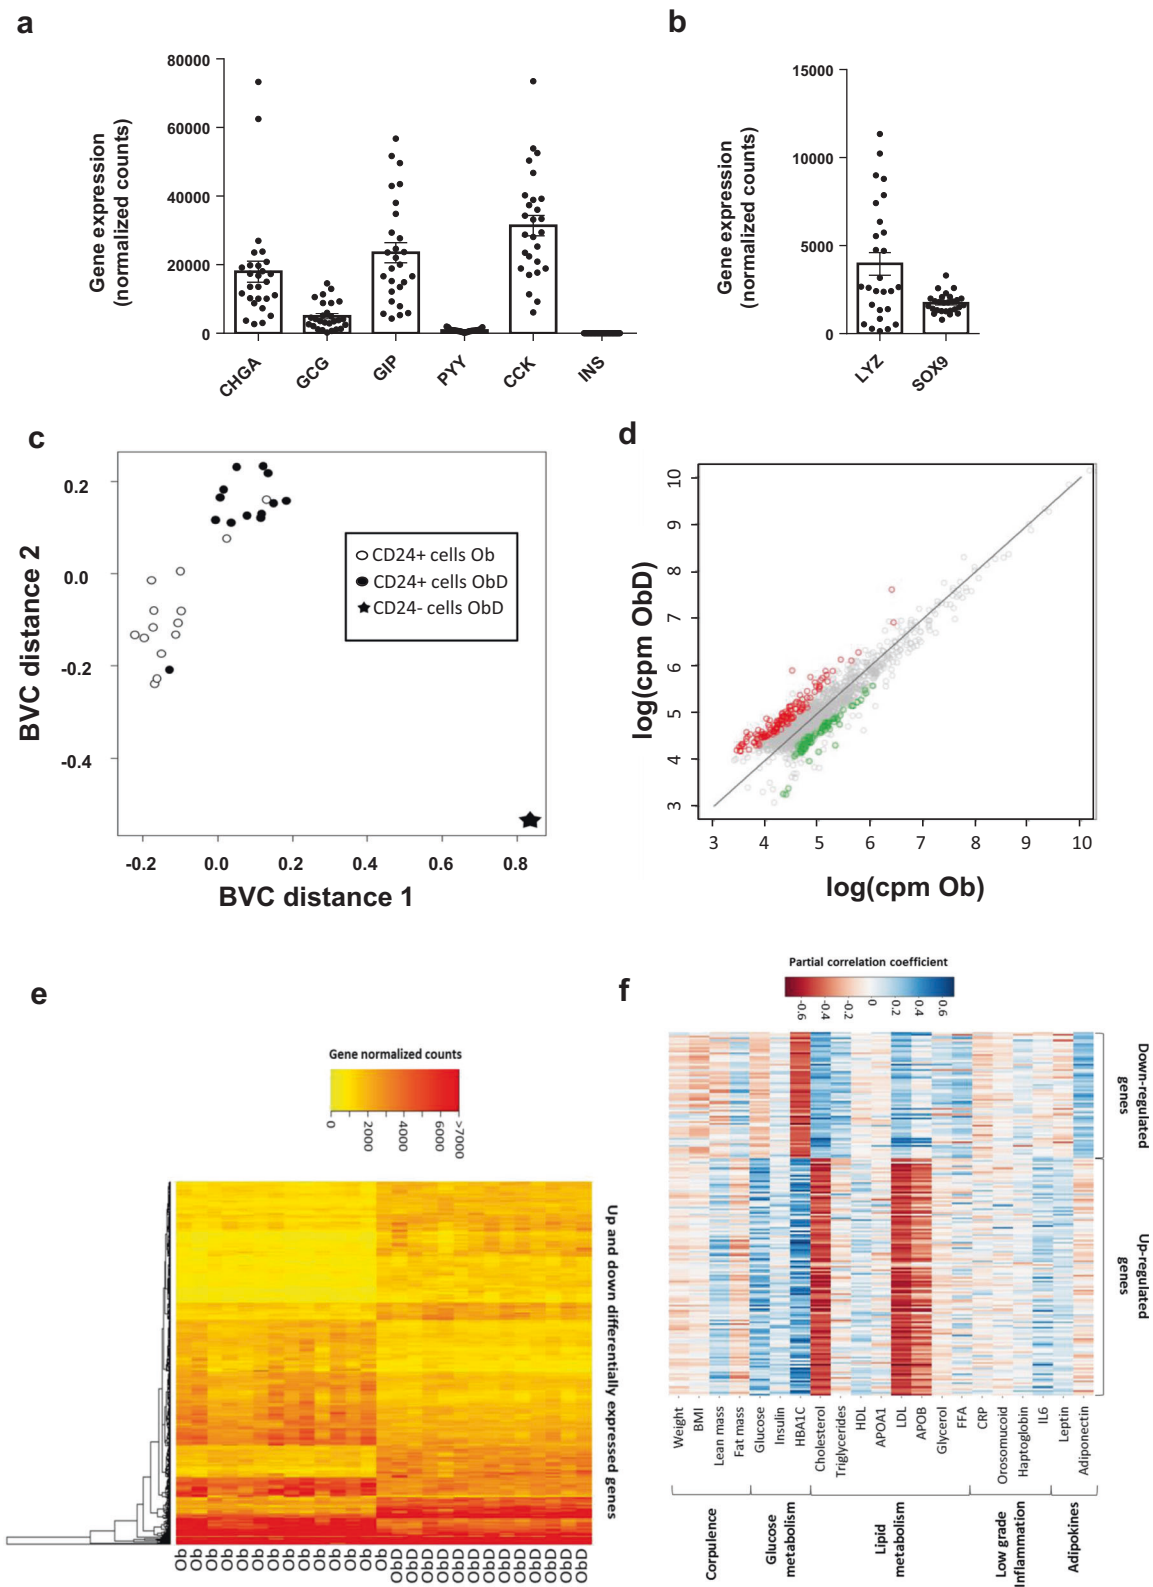 a
b
Gene expression
(normalized counts)
80000
60000
40000
20000
0
CHGA
GCG
GIP
PYY
CCK
INS
Gene expression
(normalized counts)
15000
10000
5000
0
LYZ
SOX9
c
d
BVC distance 2
0.2
0.0
-0.2
-0.4
CD24+ cells Ob
CD24+ cells ObD
CD24- cells ObD
-0.2 0.0 0.2 0.4 0.6 0.8
BVC distance 1
log(cpm ObD)
10
9
8
7
6
5
4
3
3 4 5 6 7 8 9 10
log(cpm Ob)
e
f
Gene normalized counts
0 2000 4000 6000 >7000
Up and down differentially expressed genes
Ob Ob Ob Ob Ob Ob Ob Ob Ob Ob Ob Ob Ob Ob ObD ObD ObD ObD ObD ObD ObD ObD ObD ObD ObD ObD ObD
Partial correlation coefficient
-0.6 -0.4 -0.2 0 0.2 0.4 0.6
Down-regulated
genes
Up-regulated
genes
Weight
BMI
Lean mass
Fat mass
Glucose
Insulin
HBA1C
Cholesterol
Triglycerides
HDL
APOA1
LDL
APOB
Glycerol
FFA
CRP
Orosomucoid
Haptoglobin
IL6
Leptin
Adiponectin
Corpulence
Glucose
metabolism
Lipid
metabolism
Low grade
Inflammation
Adipokines